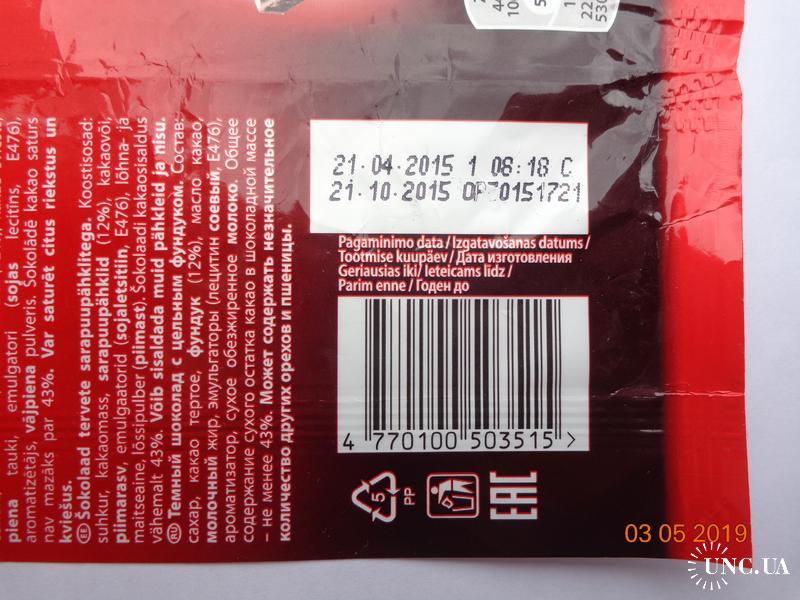 21·04·2015 1 08:18 C
21·10·2015 OPE0151721
Pagaminimo data / Izgatavošanas datums /
Tootmise kuupäev / Дата изготовления
Geriausias iki / Ieteicams līdz /
Parim enne / Годен до
4 770100 503515 >
5
PP
EAC
piena tauki, emulgatori (sojas lecitīns, E476),
aromatizētājs, vājpiena pulveris. Šokolādē kakao saturs
nav mazāks par 43%. Var saturēt citus riekstus un
kviešus.
EE Šokolaad tervete sarapuupähklitega. Koostisosad:
suhkur, kakaomass, sarapuupähklid (12%), kakaovõi,
piimarasv, emulgaatorid (sojaletsitiin, E476), lõhna- ja
maitseaine, lõssipulber (piimast). Šokolaadi kakaosisaldus
vähemalt 43%. Võib sisaldada muid pähkleid ja nisu.
RU Темный шоколад с цельным фундуком. Состав:
сахар, какао тертое, фундук (12%), масло какао,
молочный жир, эмульгаторы (лецитин соевый, E476),
ароматизатор, сухое обезжиренное молоко. Общее
содержание сухого остатка какао в шоколадной массе
– не менее 43%. Может содержать незначительное
количество других орехов и пшеницы.
03 05 2019
UNC.UA